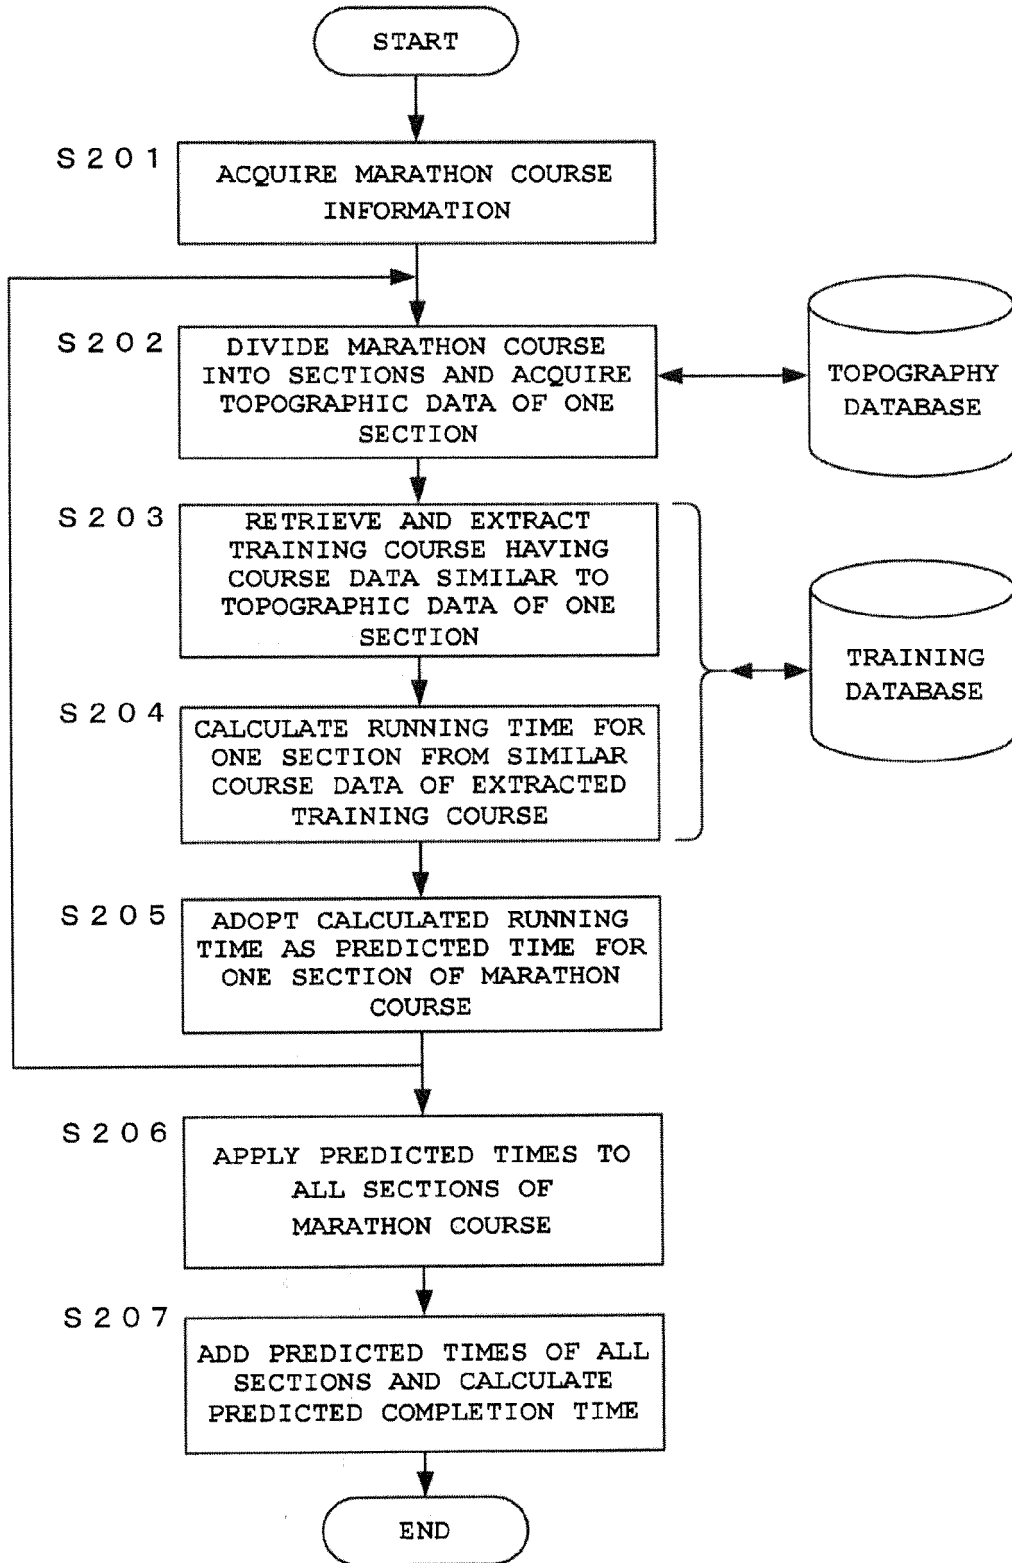 START
S201
ACQUIRE MARATHON COURSE
INFORMATION
S202
DIVIDE MARATHON COURSE
INTO SECTIONS AND ACQUIRE
TOPOGRAPHIC DATA OF ONE
SECTION
TOPOGRAPHY
DATABASE
S203
RETRIEVE AND EXTRACT
TRAINING COURSE HAVING
COURSE DATA SIMILAR TO
TOPOGRAPHIC DATA OF ONE
SECTION
TRAINING
DATABASE
S204
CALCULATE RUNNING TIME FOR
ONE SECTION FROM SIMILAR
COURSE DATA OF EXTRACTED
TRAINING COURSE
S205
ADOPT CALCULATED RUNNING
TIME AS PREDICTED TIME FOR
ONE SECTION OF MARATHON
COURSE
S206
APPLY PREDICTED TIMES TO
ALL SECTIONS OF
MARATHON COURSE
S207
ADD PREDICTED TIMES OF ALL
SECTIONS AND CALCULATE
PREDICTED COMPLETION TIME
END